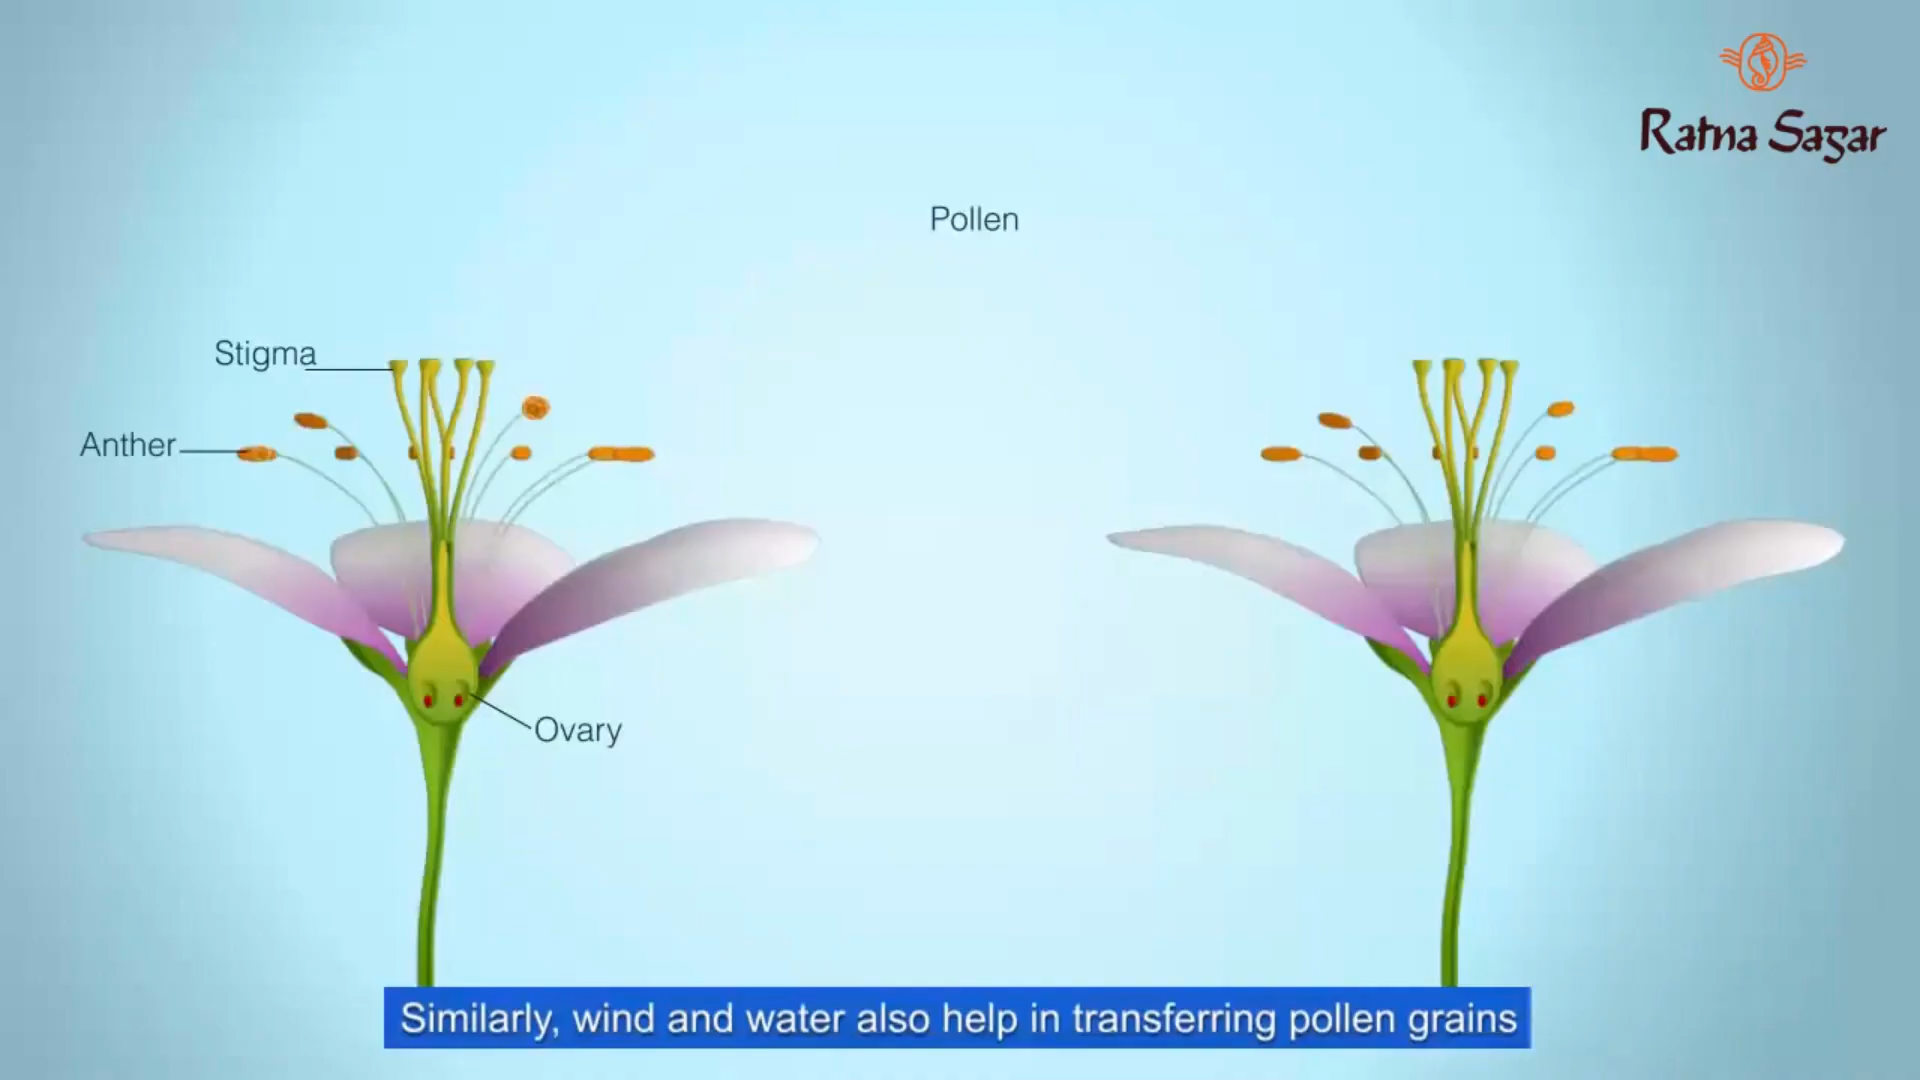 Ratna Sagar
Pollen
Stigma
Anther
Ovary
Similarly, wind and water also help in transferring pollen grains